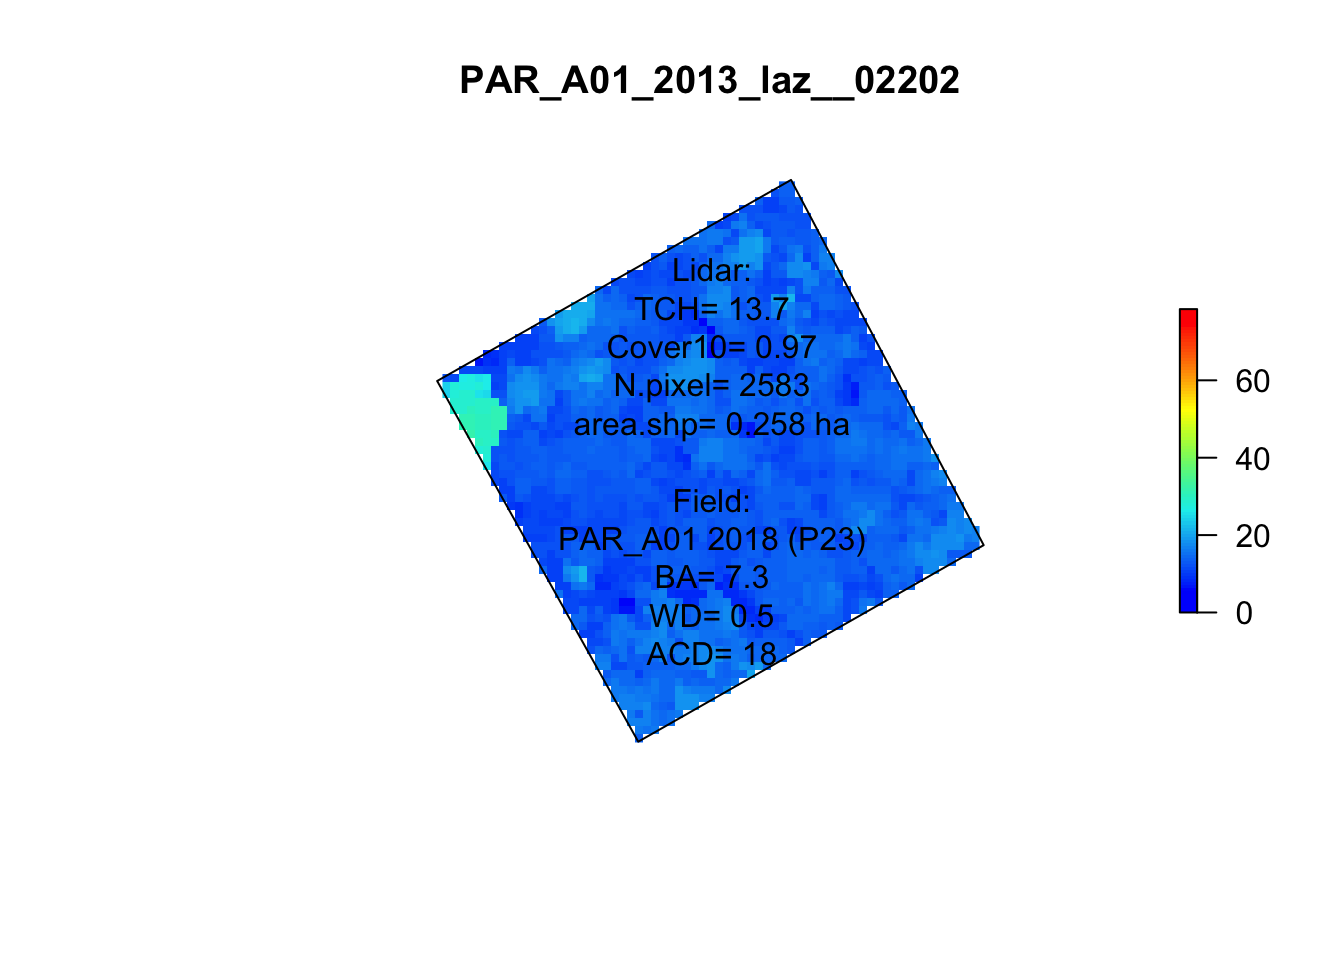 PAR_A01_2013_laz__02202
Lidar:
TCH= 13.7
Cover10= 0.97
N.pixel= 2583
area.shp= 0.258 ha
Field:
PAR_A01 2018 (P23)
BA= 7.3
WD= 0.5
ACD= 18
60
40
20
0